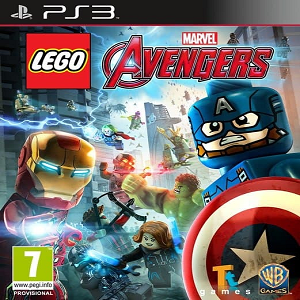 PS3
LEGO
MARVEL
AVENGERS
7
www.pegi.info
PROVISIONAL
TT
games
WB
GAMES